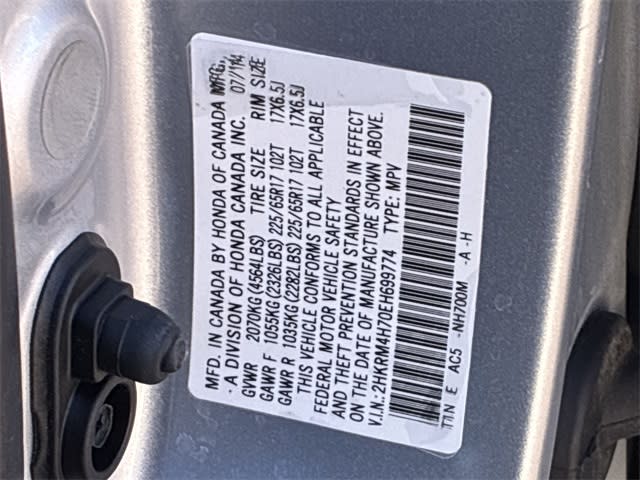 MFD. IN CANADA BY HONDA OF CANADA MFG.,
- A DIVISION OF HONDA CANADA INC. 07/114
GVWR 2070KG(4564LBS) TIRE SIZE RIM SIZE
GAWR F 1055KG(2326LBS) 225/65R17 102T 17X6.5J
GAWR R 1035KG(2282LBS) 225/65R17 102T 17X6.5J
THIS VEHICLE CONFORMS TO ALL APPLICABLE
FEDERAL MOTOR VEHICLE SAFETY
AND THEFT PREVENTION STANDARDS IN EFFECT
ON THE DATE OF MANUFACTURE SHOWN ABOVE.
V.I.N.: 2HKRM4H70EH699774 TYPE: MPV
T1N E AC5 -NH700M -A -H